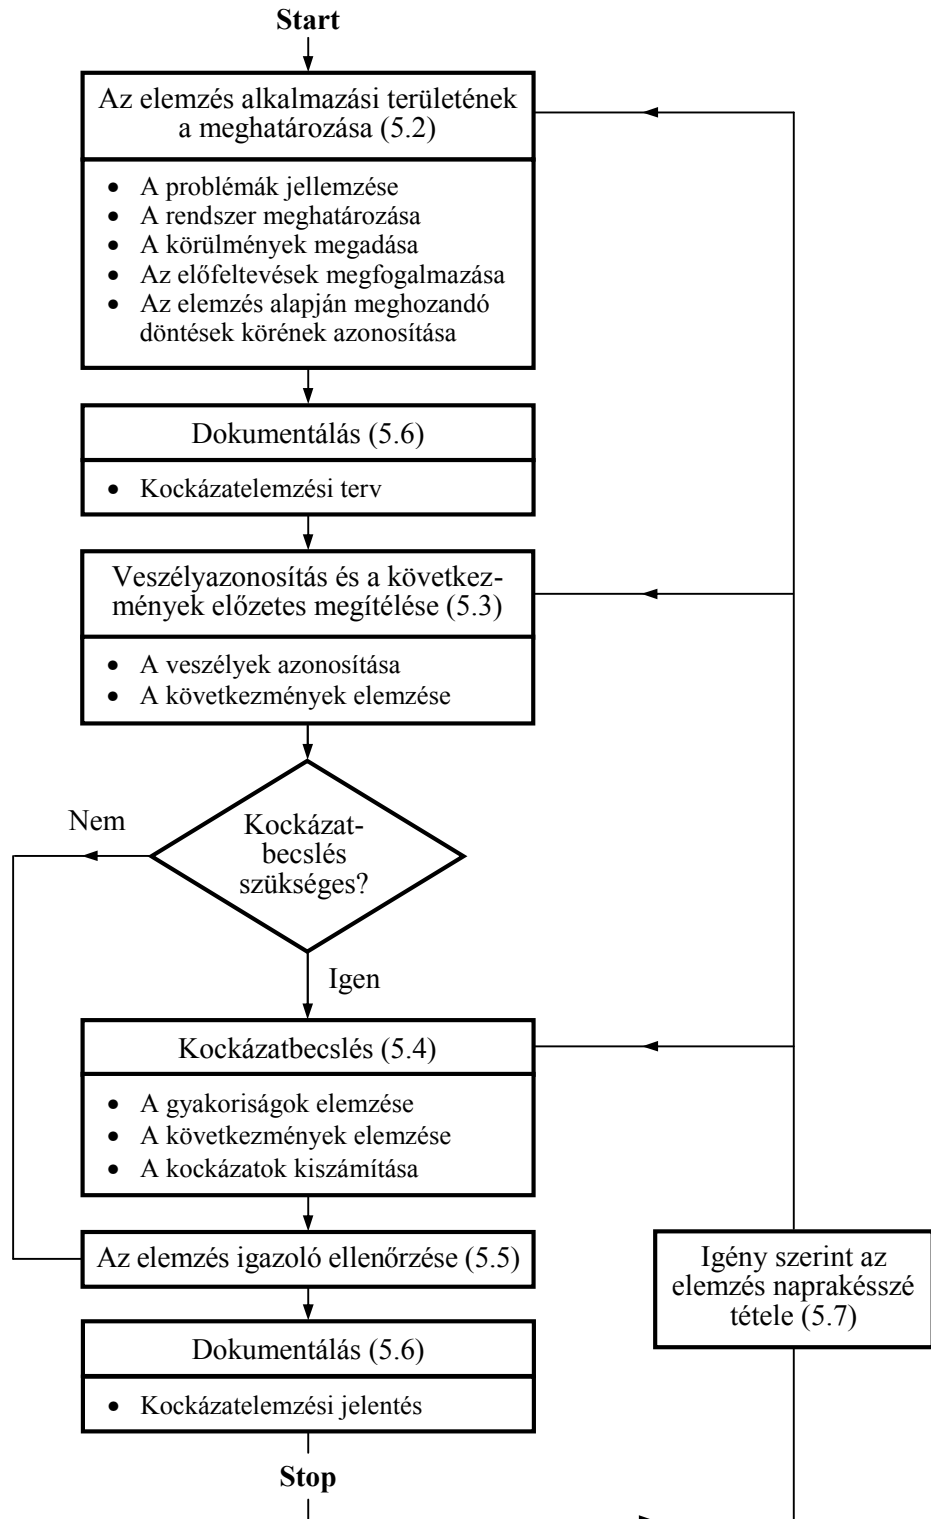 Start
Az elemzés alkalmazási területének
a meghatározása (5.2)
• A problémák jellemzése
• A rendszer meghatározása
• A körülmények megadása
• Az előfeltevések megfogalmazása
• Az elemzés alapján meghozandó
döntések körének azonosítása
Dokumentálás (5.6)
• Kockázatelemzési terv
Veszélyazonosítás és a következ-
mények előzetes megítélése (5.3)
• A veszélyek azonosítása
• A következmények elemzése
Nem
Kockázat-
becslés
szükséges?
Igen
Kockázatbecslés (5.4)
• A gyakoriságok elemzése
• A következmények elemzése
• A kockázatok kiszámítása
Az elemzés igazoló ellenőrzése (5.5)
Igény szerint az
elemzés naprakésszé
tétele (5.7)
Dokumentálás (5.6)
• Kockázatelemzési jelentés
Stop